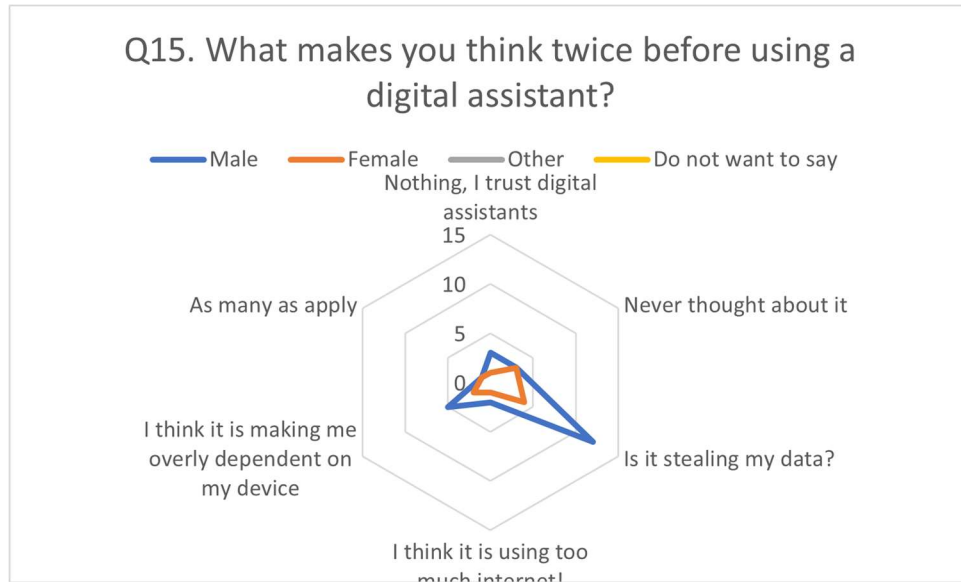 Q15. What makes you think twice before using a
digital assistant?
Male Female Other Do not want to say
Nothing, I trust digital
assistants
15
10
5
0
As many as apply
Never thought about it
I think it is making me
overly dependent on
my device
Is it stealing my data?
I think it is using too
much internet!